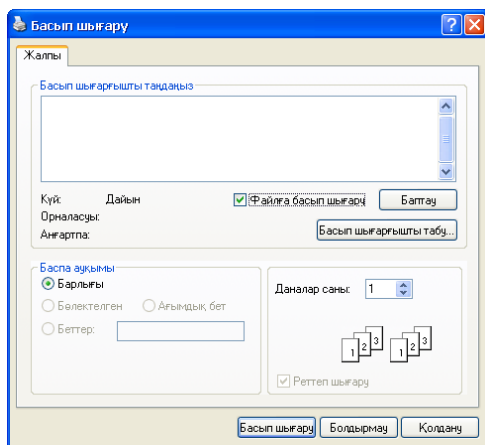 Басып шығару
Жалпы
Басып шығарғышты таңдаңыз
Күй: Дайын
Файлға басып шығару
Баптау
Орналасуы:
Аңғартпа:
Басып шығарғышты табу...
Баспа ауқымы
Барлығы
Бөлектелген
Ағымдық бет
Беттер:
Даналар саны: 1
1 2 3 1 2 3
Реттеп шығару
Басып шығару
Болдырмау
Қолдану